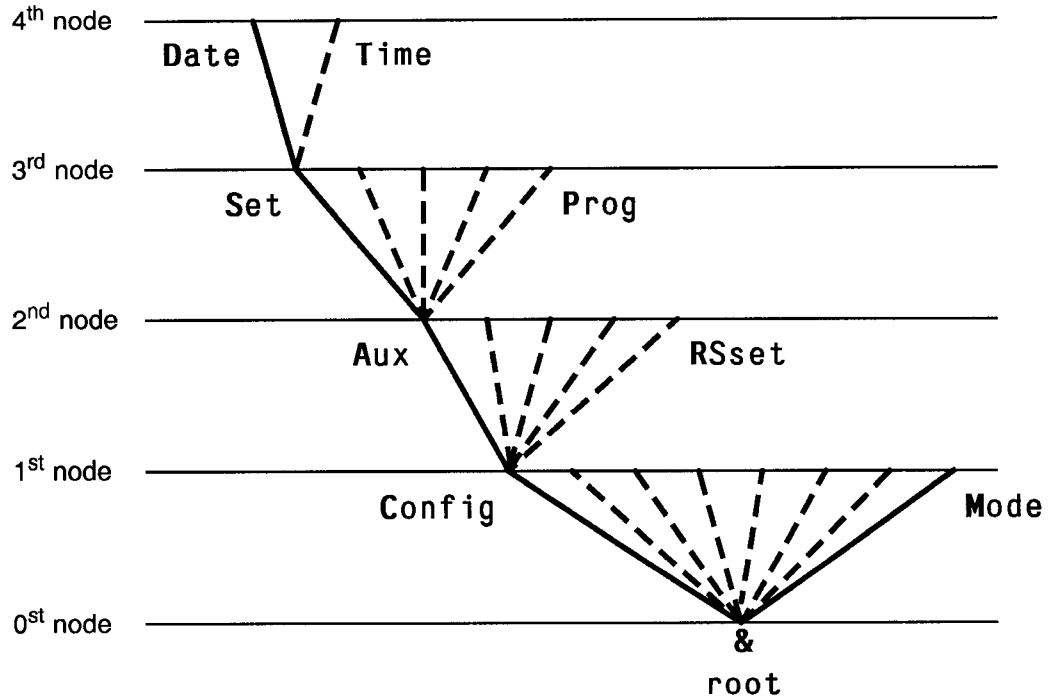 4th node
Date Time
3rd node
Set Prog
2nd node
Aux RSset
1st node
Config Mode
0st node
&
root